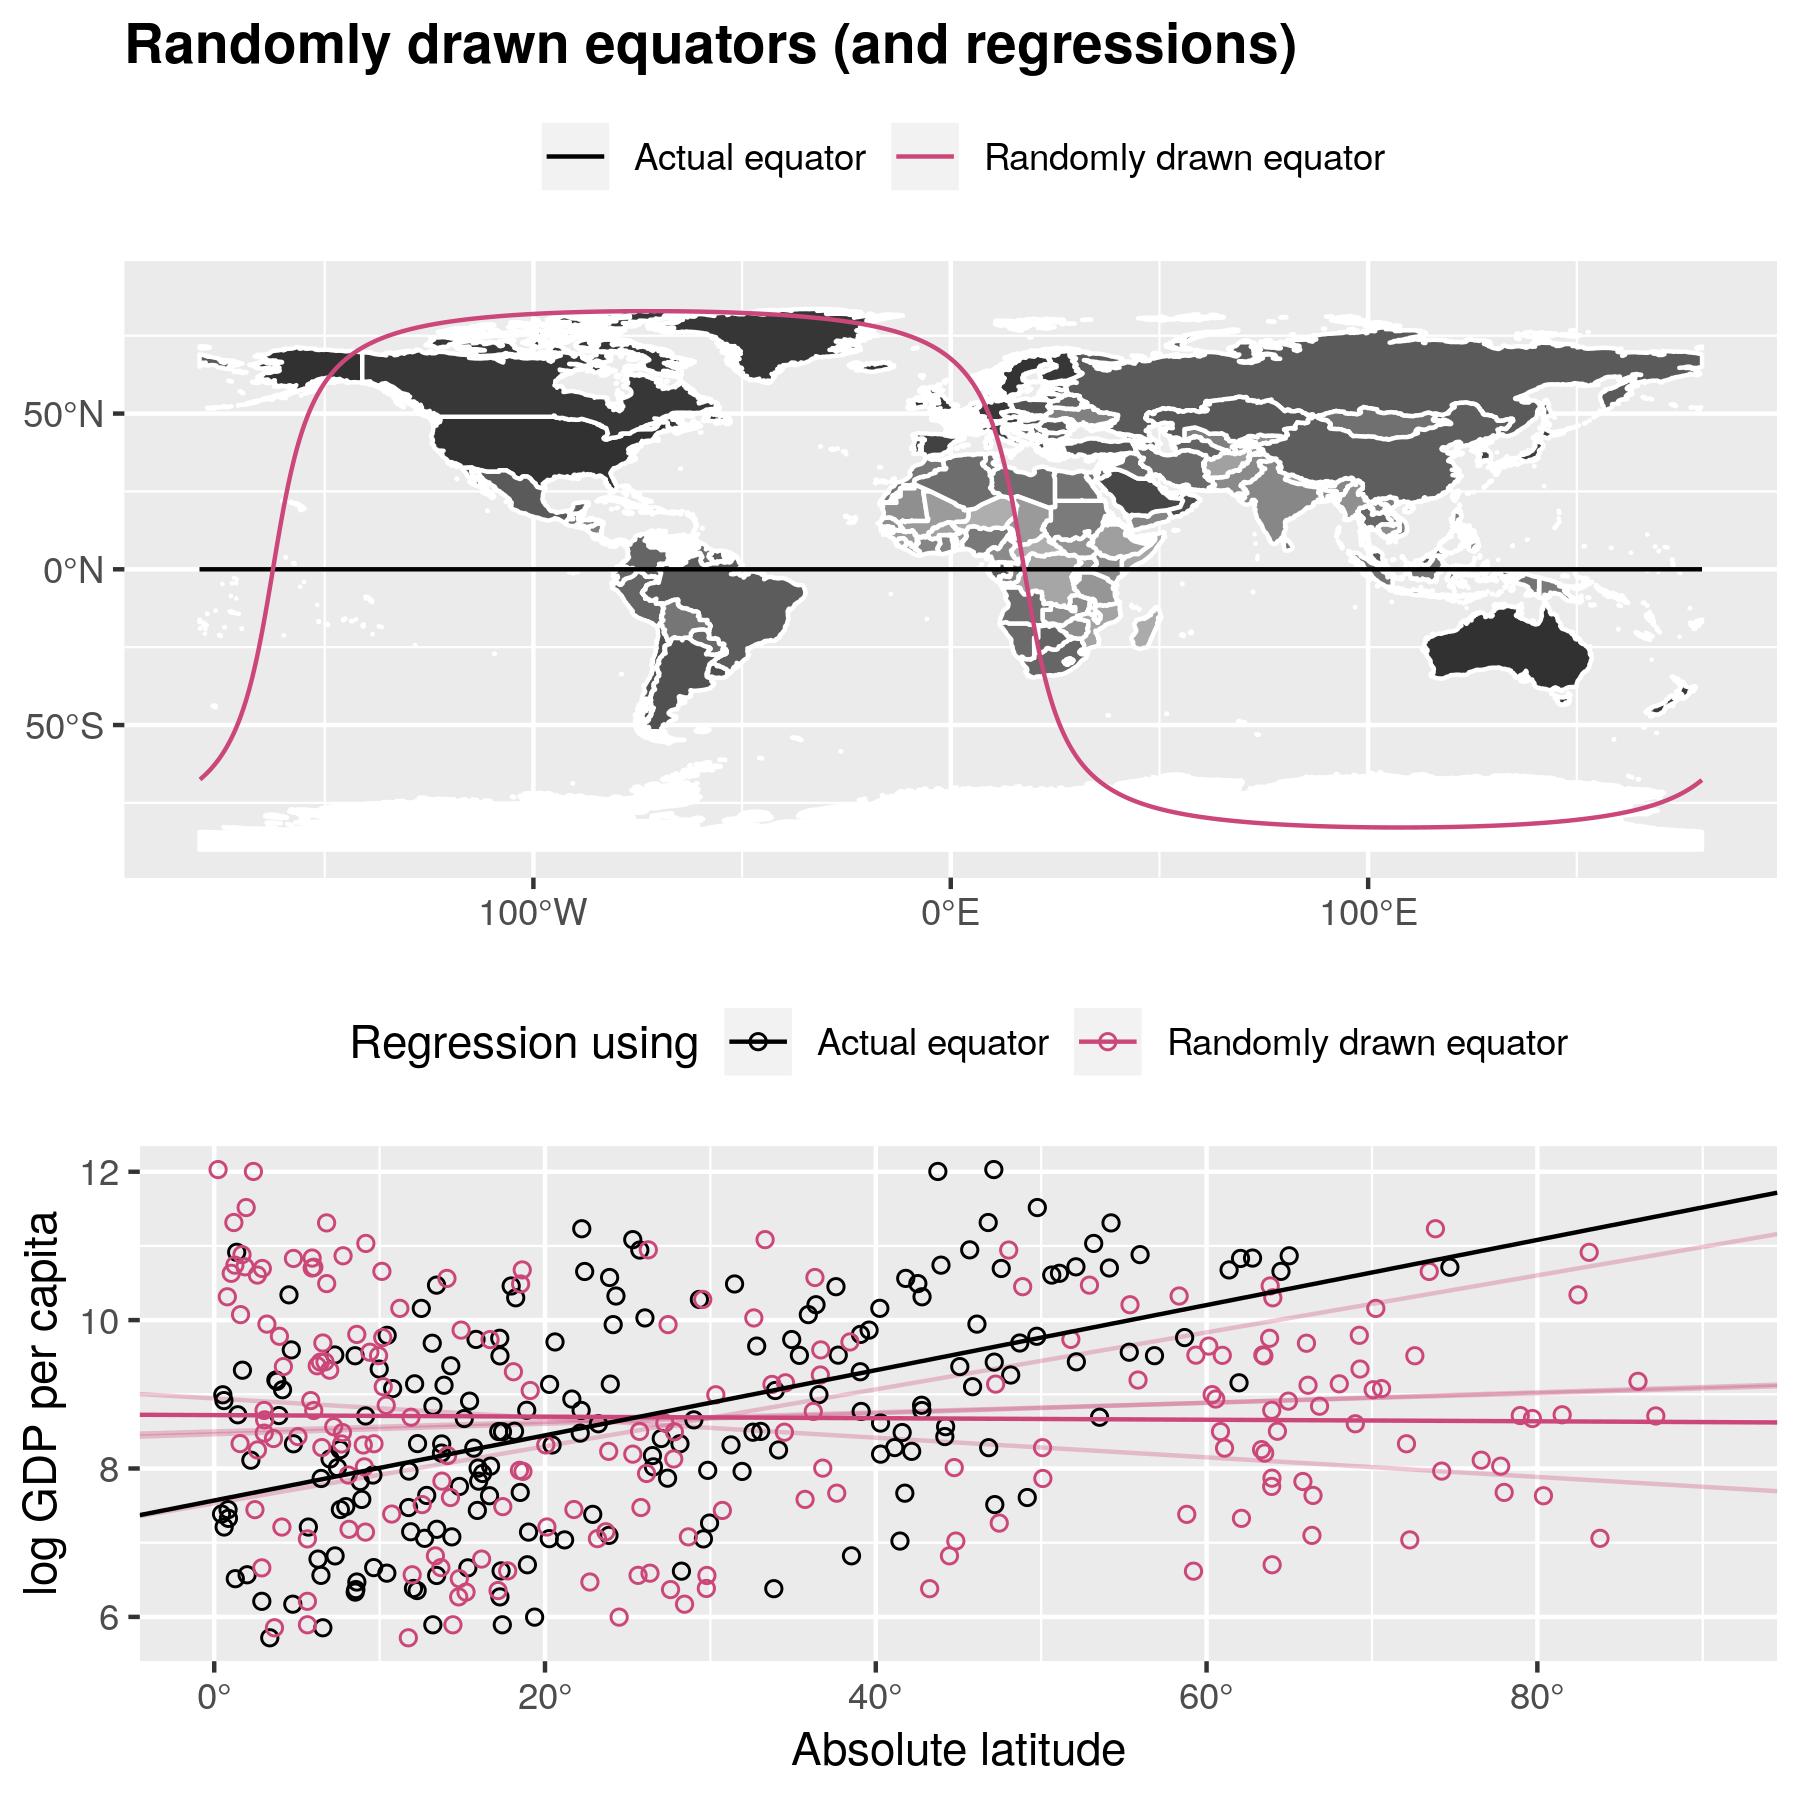 Randomly drawn equators (and regressions)
Actual equator Randomly drawn equator
50°N
0°N
50°S
100°W 0°E 100°E
Regression using Actual equator Randomly drawn equator
log GDP per capita
12
10
8
6
0° 20° 40° 60° 80°
Absolute latitude